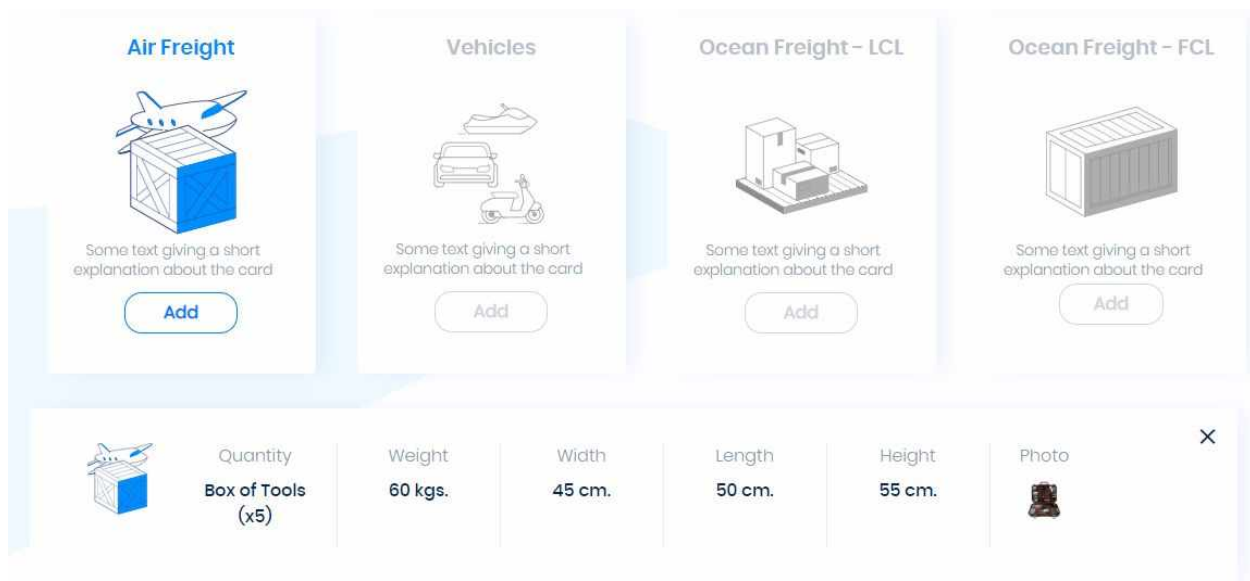 Air Freight
Some text giving a short
explanation about the card
Add
Vehicles
Some text giving a short
explanation about the card
Add
Ocean Freight - LCL
Some text giving a short
explanation about the card
Add
Ocean Freight - FCL
Some text giving a short
explanation about the card
Add
Quantity
Box of Tools
(x5)
Weight
60 kgs.
Width
45 cm.
Length
50 cm.
Height
55 cm.
Photo